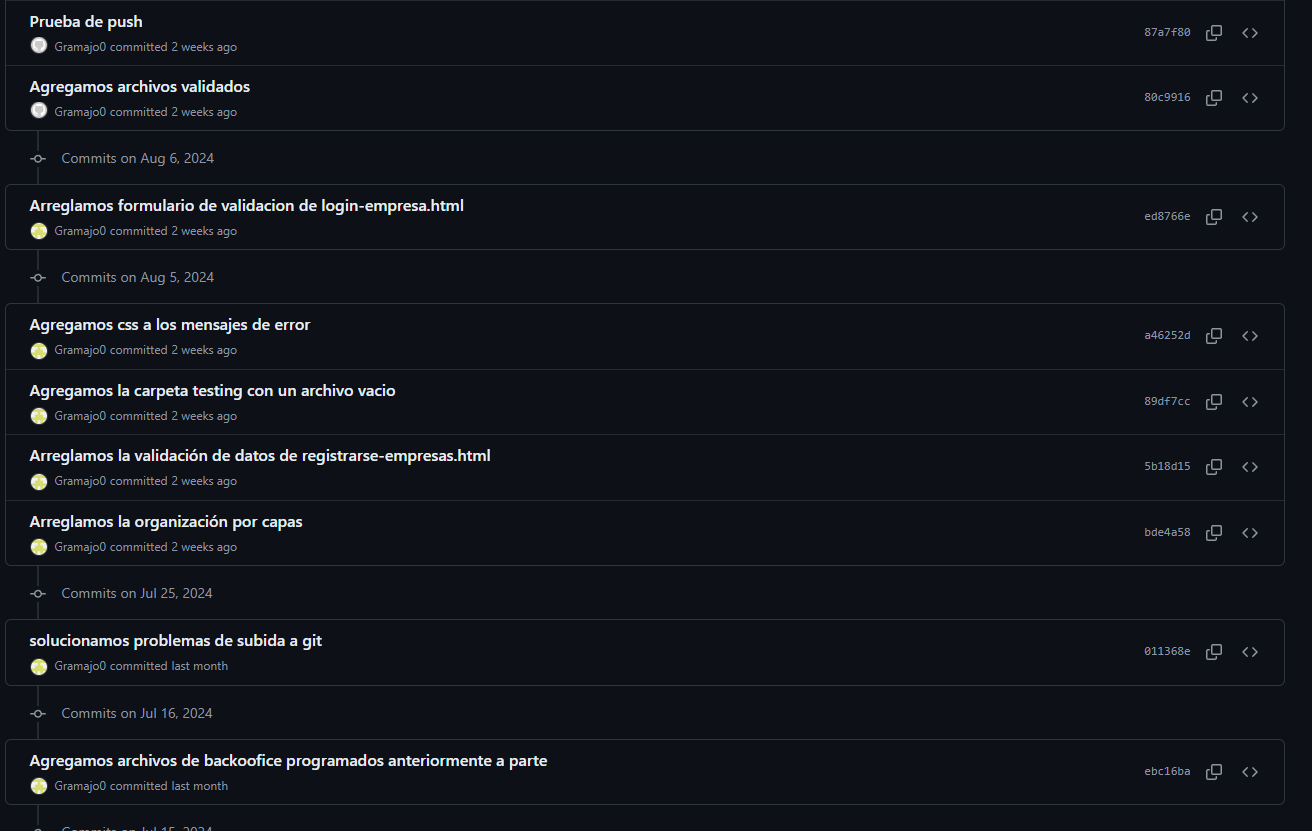 Prueba de push
87a7f80
Gramajo0 committed 2 weeks ago
Agregamos archivos validados
80c9916
Gramajo0 committed 2 weeks ago
Commits on Aug 6, 2024
Arreglamos formulario de validacion de login-empresa.html
ed8766e
Gramajo0 committed 2 weeks ago
Commits on Aug 5, 2024
Agregamos css a los mensajes de error
a46252d
Gramajo0 committed 2 weeks ago
Agregamos la carpeta testing con un archivo vacio
89df7cc
Gramajo0 committed 2 weeks ago
Arreglamos la validación de datos de registrarse-empresas.html
5b18d15
Gramajo0 committed 2 weeks ago
Arreglamos la organización por capas
bde4a58
Gramajo0 committed 2 weeks ago
Commits on Jul 25, 2024
solucionamos problemas de subida a git
011368e
Gramajo0 committed last month
Commits on Jul 16, 2024
Agregamos archivos de backoofice programados anteriormente a parte
ebc16ba
Gramajo0 committed last month
Commits on Jul 15, 2024